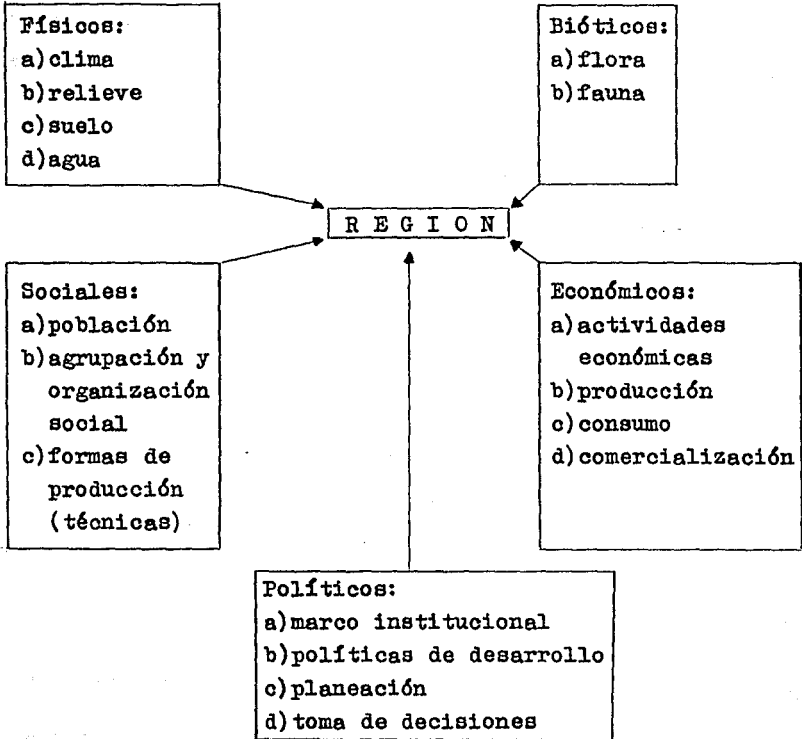 Físicos:
a)clima
b)relieve
c)suelo
d)agua
Bióticos:
a)flora
b)fauna
R E G I O N
Sociales:
a)población
b)agrupación y
organización
social
c)formas de
producción
(técnicas)
Económicos:
a)actividades
económicas
b)producción
c)consumo
d)comercialización
Políticos:
a)marco institucional
b)políticas de desarrollo
c)planeación
d)toma de decisiones